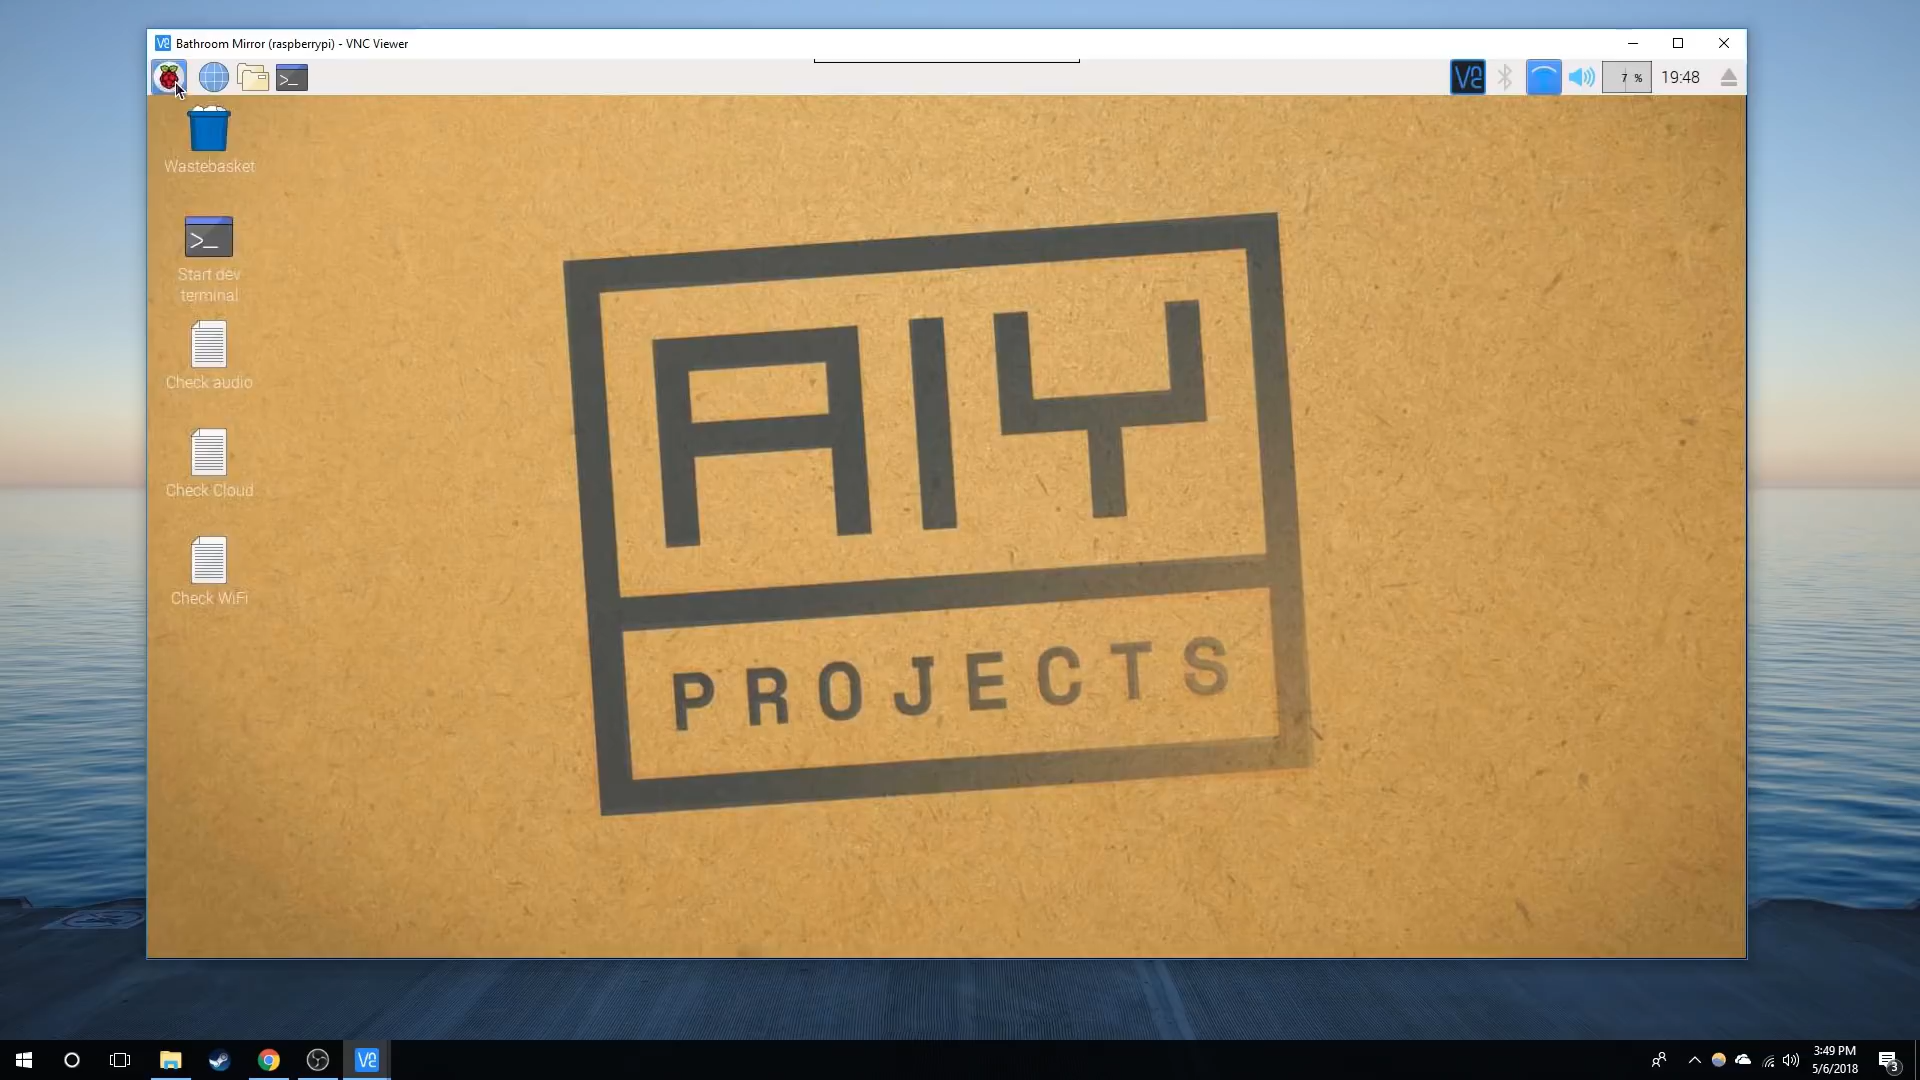 Bathroom Mirror (raspberrypi) - VNC Viewer
7 %
19:48
Wastebasket
Start dev
terminal
Check audio
Check Cloud
Check WiFi
AIY
PROJECTS
3:49 PM
5/6/2018
3